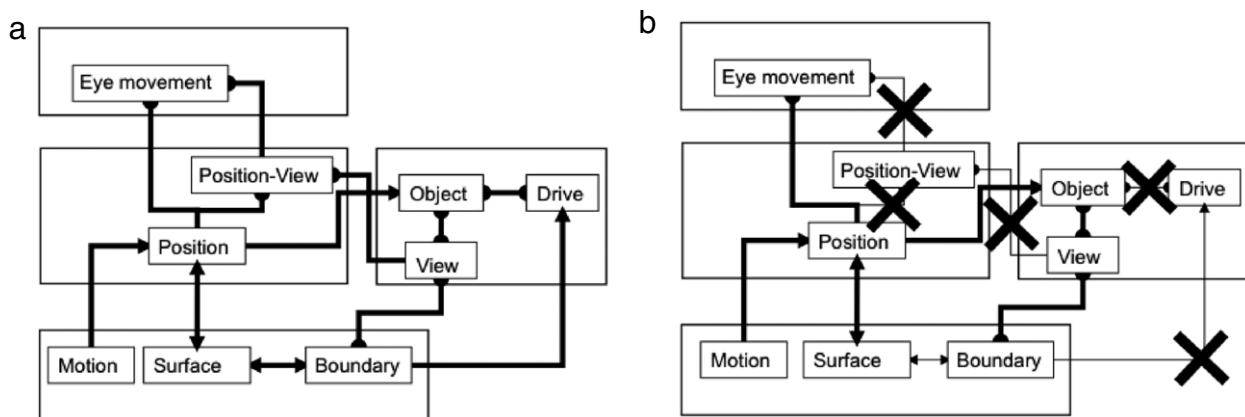 a
Eye movement
Position-View
Object
Drive
Position
View
Motion
Surface
Boundary
b
Eye movement
Position-View
Object
Drive
Position
View
Motion
Surface
Boundary